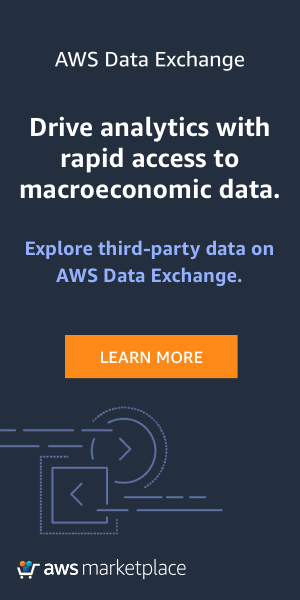 AWS Data Exchange
Drive analytics with
rapid access to
macroeconomic data.
Explore third-party data on
AWS Data Exchange.
LEARN MORE
aws marketplace